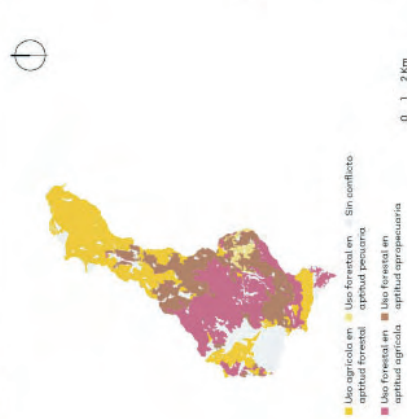 Uso agrícola en
aptitud forestal
Uso forestal en
aptitud agrícola
Uso forestal en
aptitud pecuaria
Uso forestal en
aptitud apropecuaria
Sin conflicto
0 1 2 Km